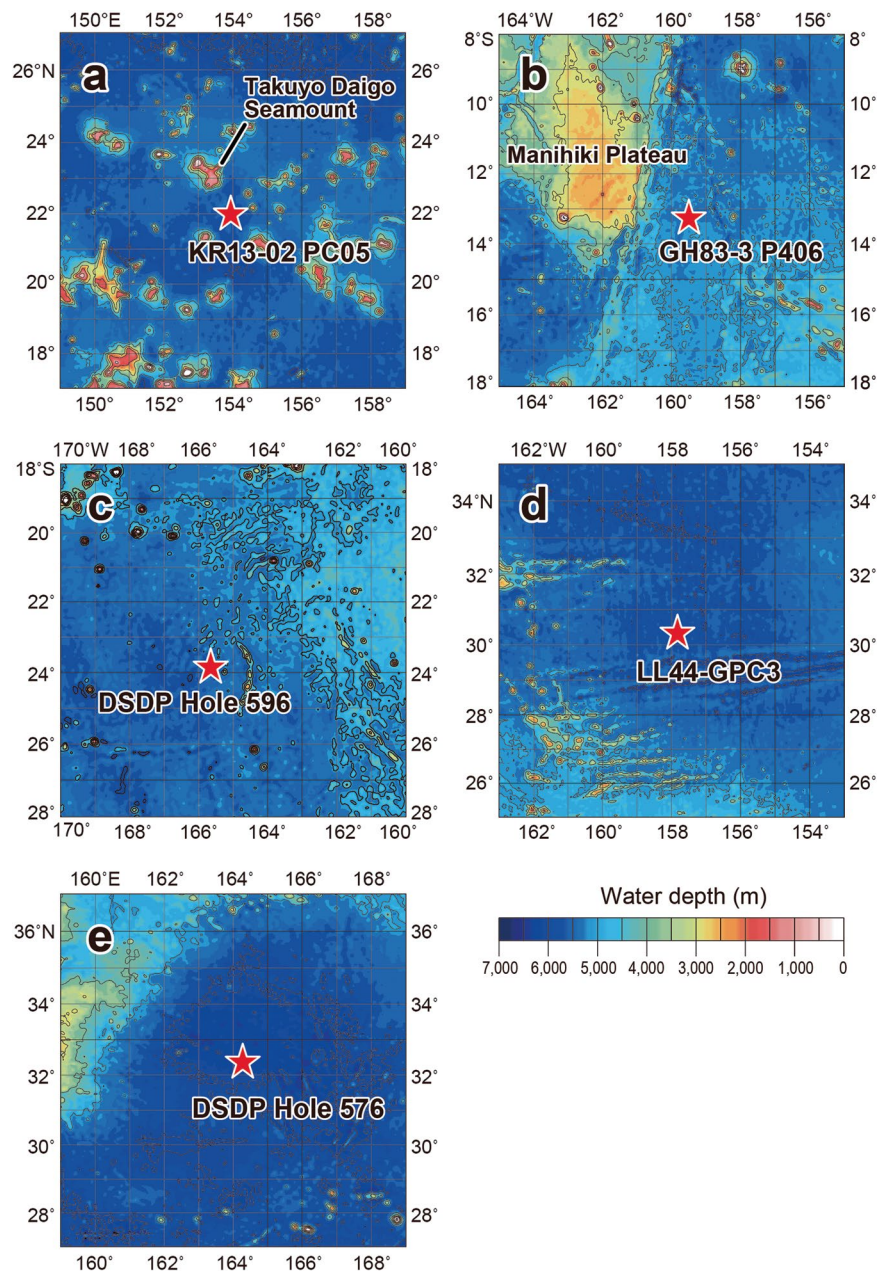 150°E 152° 154° 156° 158°
26°N 26°
24° 24°
22° 22°
20° 20°
18° 18°
150° 152° 154° 156° 158°
a
Takuyo Daigo
Seamount
KR13-02 PC05
164°W 162° 160° 158° 156°
8°S 8°
10° 10°
12° 12°
14° 14°
16° 16°
18° 18°
164° 162° 160° 158° 156°
b
Manihiki Plateau
GH83-3 P406
170°W 168° 166° 164° 162° 160°
18°S 18°
20° 20°
22° 22°
24° 24°
26° 26°
28° 28°
170° 168° 166° 164° 162° 160°
c
DSDP Hole 596
162°W 160° 158° 156° 154°
34°N 34°
32° 32°
30° 30°
28° 28°
26° 26°
162° 160° 158° 156° 154°
d
LL44-GPC3
160°E 162° 164° 166° 168°
36°N 36°
34° 34°
32° 32°
30° 30°
28° 28°
160° 162° 164° 166° 168°
e
DSDP Hole 576
Water depth (m)
7,000 6,000 5,000 4,000 3,000 2,000 1,000 0